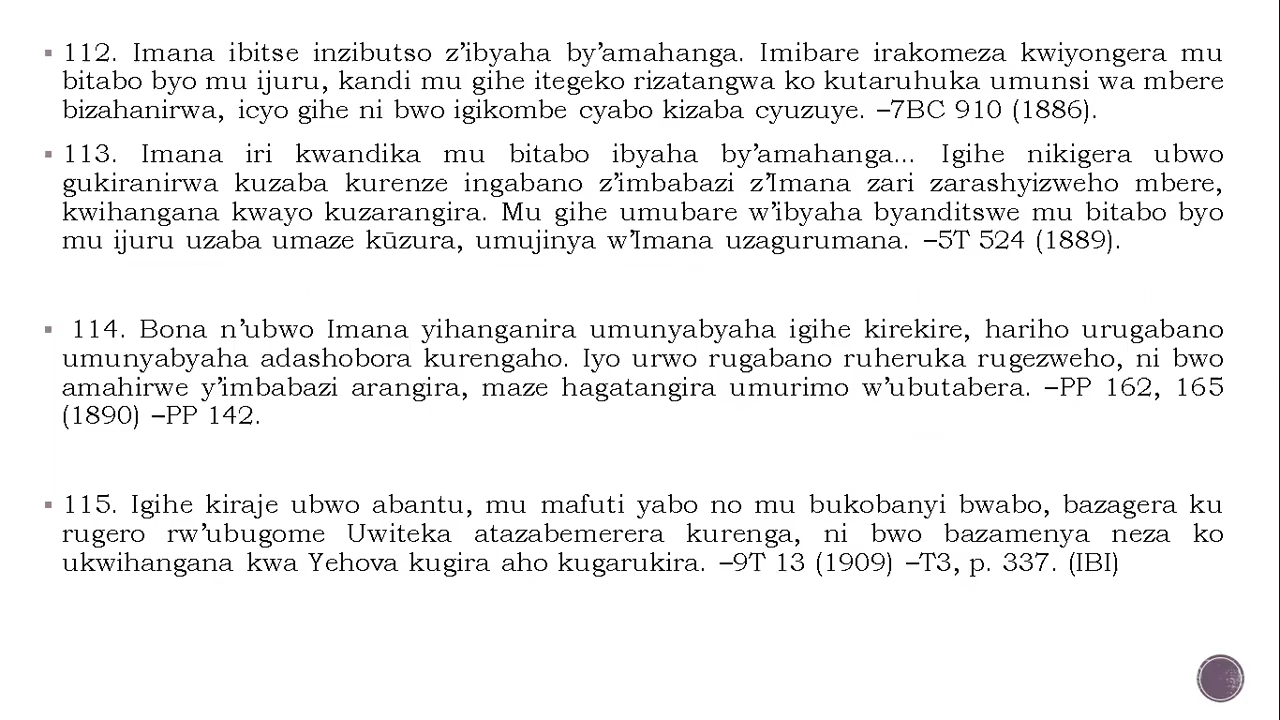 ▪ 112. Imana ibitse inzibutso z’ibyaha by’amahanga. Imibare irakomeza kwiyongera mu
bitabo byo mu ijuru, kandi mu gihe itegeko rizatangwa ko kutaruhuka umunsi wa mbere
bizahanirwa, icyo gihe ni bwo igikombe cyabo kizaba cyuzuye. –7BC 910 (1886).
▪ 113. Imana iri kwandika mu bitabo ibyaha by’amahanga... Igihe nikigera ubwo
gukiranirwa kuzaba kurenze ingabano z’imbabazi z’Imana zari zarashyizweho mbere,
kwihangana kwayo kuzarangira. Mu gihe umubare w’ibyaha byanditswe mu bitabo byo
mu ijuru uzaba umaze kūzura, umujinya w’Imana uzagurumana. –5T 524 (1889).
▪ 114. Bona n’ubwo Imana yihanganira umunyabyaha igihe kirekire, hariho urugabano
umunyabyaha adashobora kurengaho. Iyo urwo rugabano ruheruka rugezweho, ni bwo
amahirwe y’imbabazi arangira, maze hagatangira umurimo w’ubutabera. –PP 162, 165
(1890) –PP 142.
▪ 115. Igihe kiraje ubwo abantu, mu mafuti yabo no mu bukobanyi bwabo, bazagera ku
rugero rw’ubugome Uwiteka atazabemerera kurenga, ni bwo bazamenya neza ko
ukwihangana kwa Yehova kugira aho kugarukira. –9T 13 (1909) –T3, p. 337. (IBI)